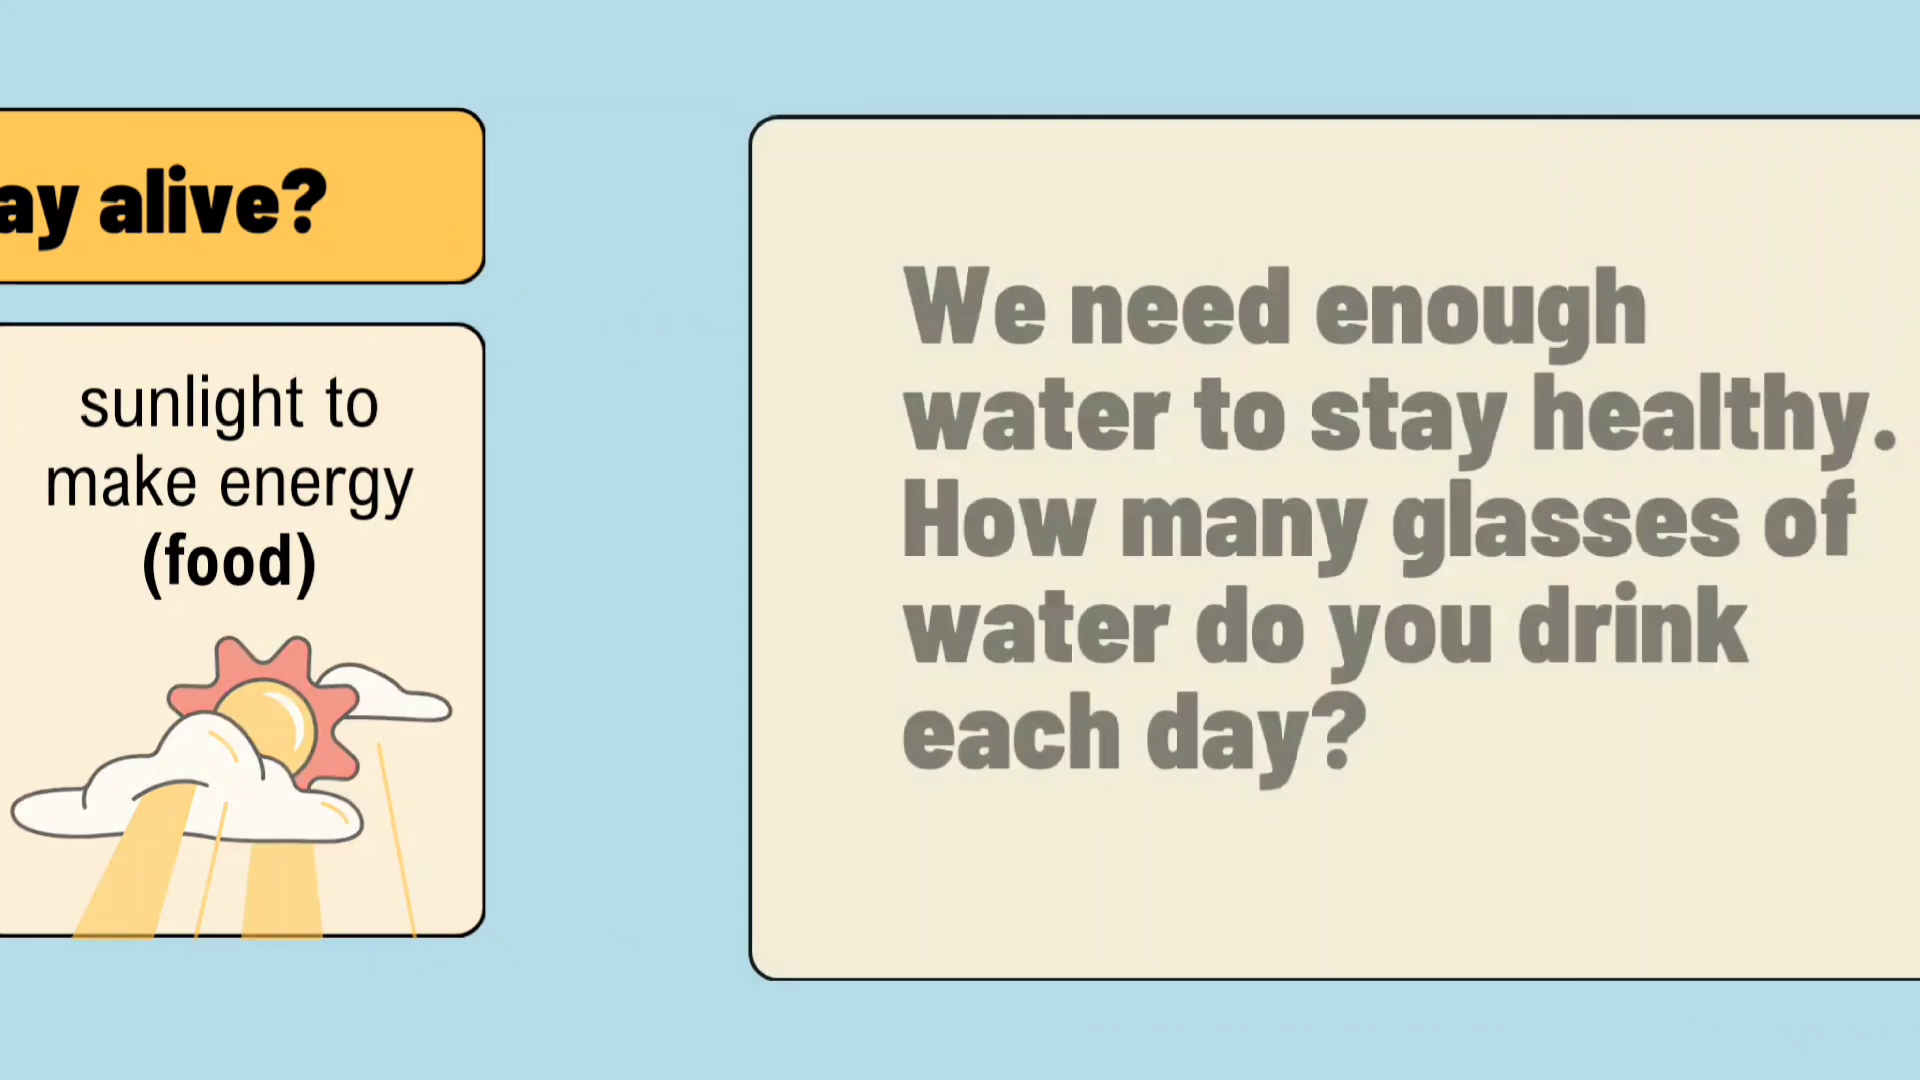 alive?
sunlight to
make energy
(food)
We need enough
water to stay healthy.
How many glasses of
water do you drink
each day?